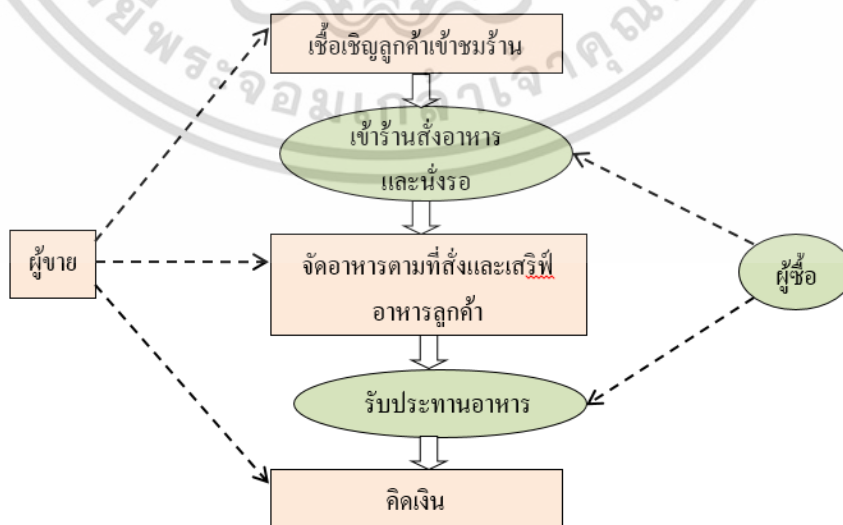 เชื้อเชิญลูกค้าเข้าชมร้าน
เข้าร้านสั่งอาหาร
และนั่งรอ
ผู้ขาย
จัดอาหารตามที่สั่งและเสริฟ์
อาหารลูกค้า
ผู้ซื้อ
รับประทานอาหาร
คิดเงิน